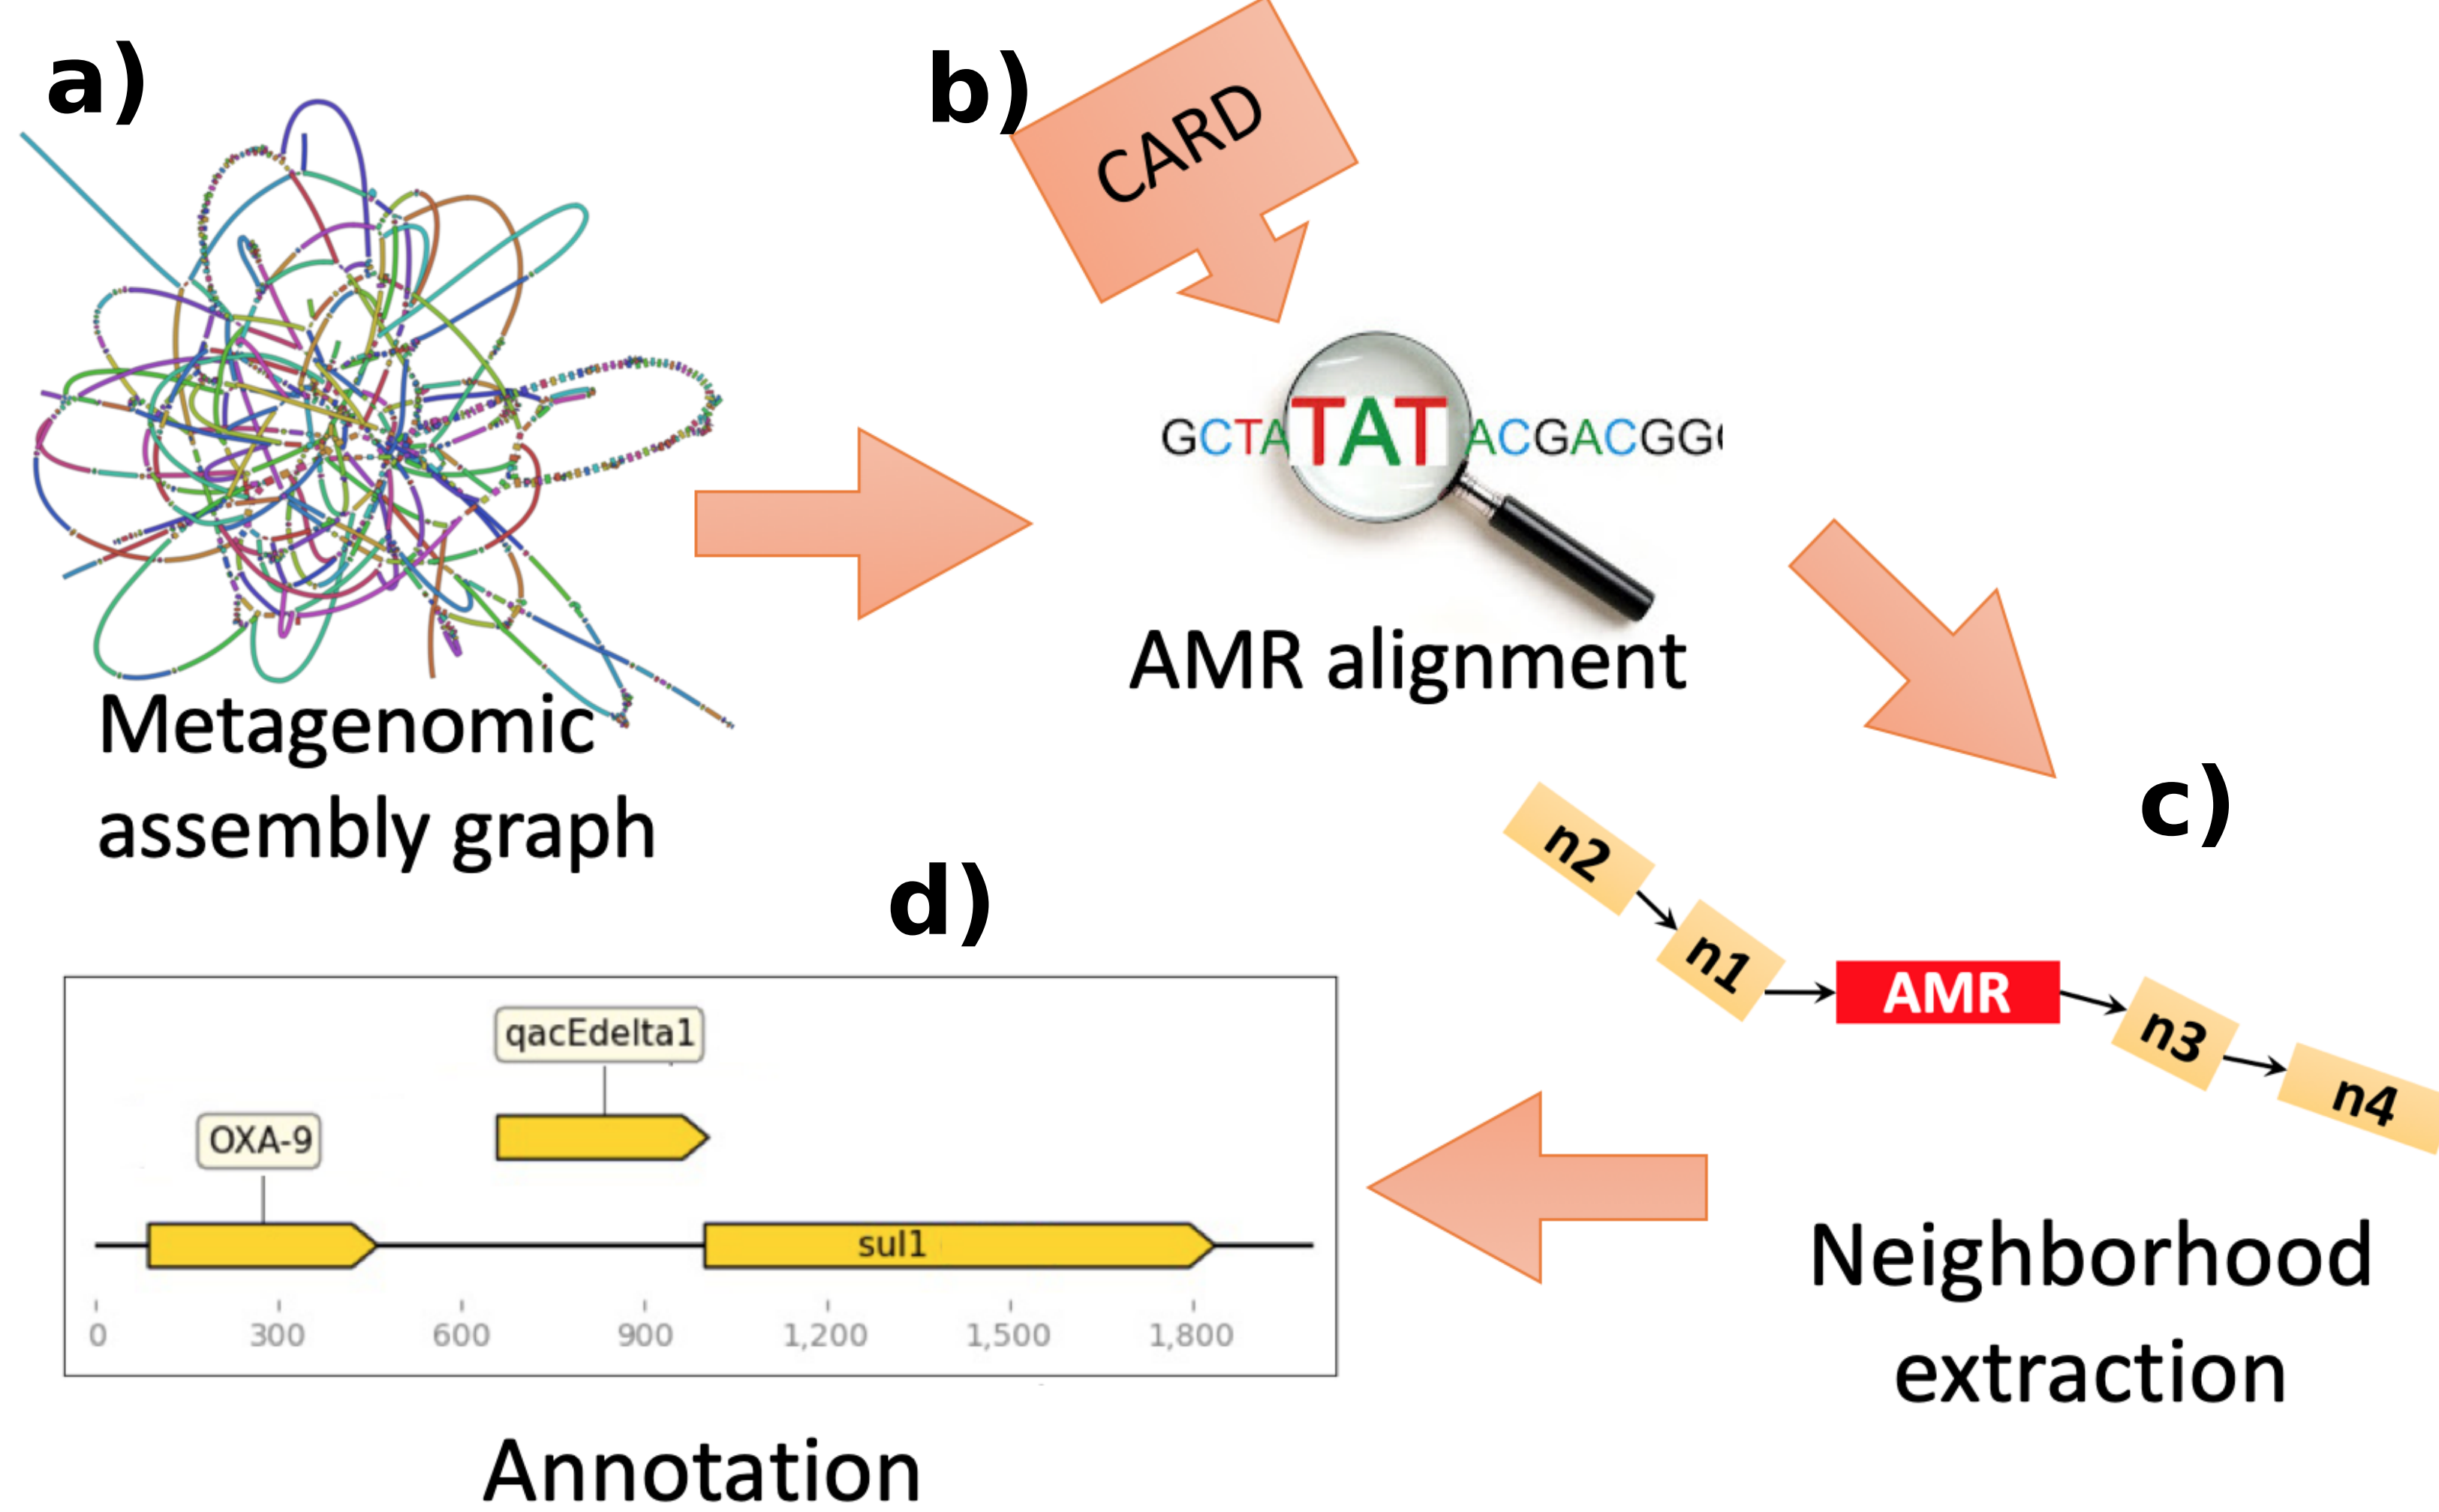 a)
Metagenomic
assembly graph
b)
CARD
GCTATATACGACGG
AMR alignment
c)
n2
n1
AMR
n3
n4
Neighborhood
extraction
d)
qacEdelta1
OXA-9
sul1
0 300 600 900 1,200 1,500 1,800
Annotation